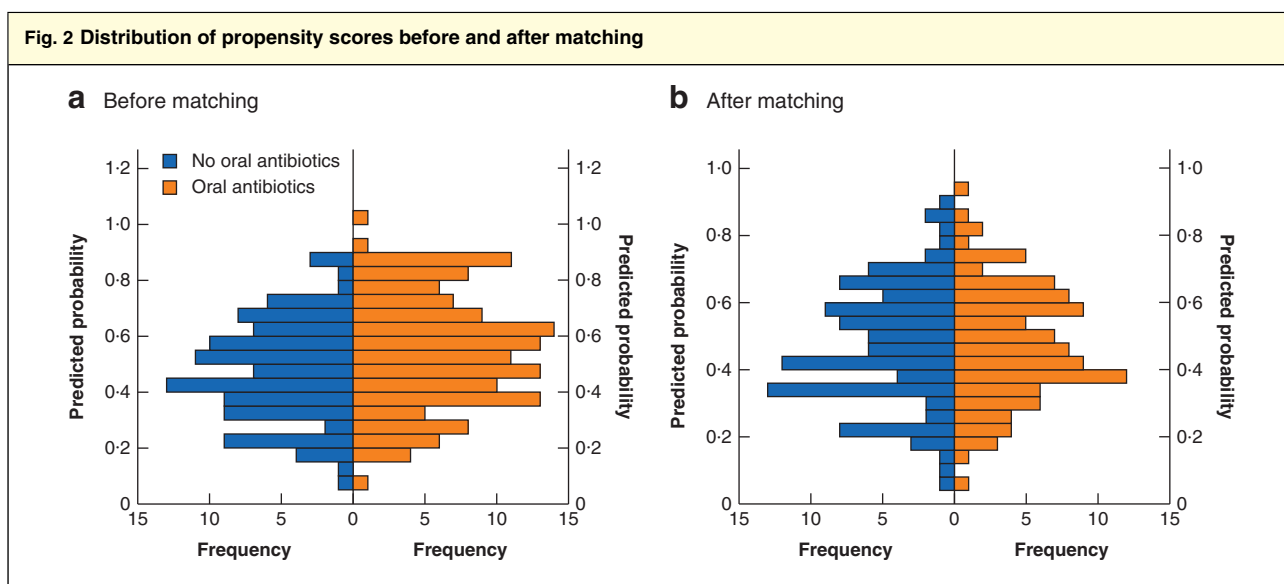 Fig. 2 Distribution of propensity scores before and after matching
a Before matching
No oral antibiotics
Oral antibiotics
Predicted probability
1·2
1·0
0·8
0·6
0·4
0·2
0
1·2
1·0
0·8
0·6
0·4
0·2
0
Predicted probability
15 10 5 0 5 10 15
Frequency Frequency
b After matching
Predicted probability
1·0
0·8
0·6
0·4
0·2
0
1·0
0·8
0·6
0·4
0·2
0
Predicted probability
15 10 5 0 5 10 15
Frequency Frequency